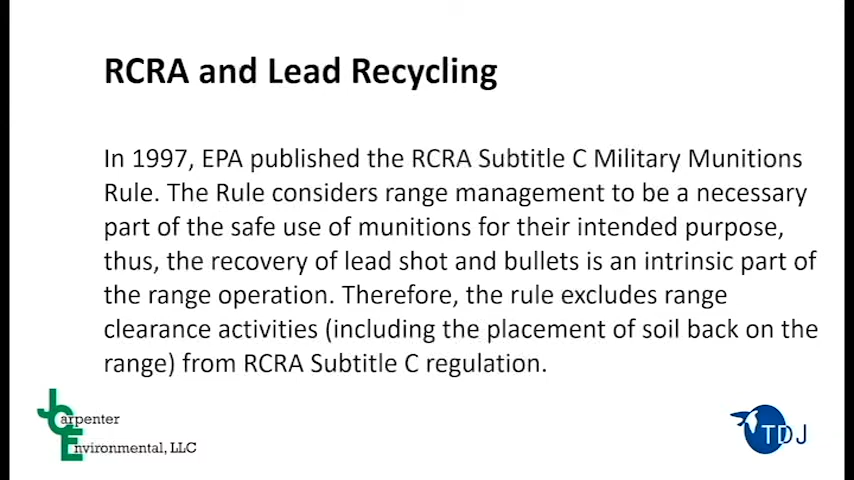 RCRA and Lead Recycling
In 1997, EPA published the RCRA Subtitle C Military Munitions
Rule. The Rule considers range management to be a necessary
part of the safe use of munitions for their intended purpose,
thus, the recovery of lead shot and bullets is an intrinsic part of
the range operation. Therefore, the rule excludes range
clearance activities (including the placement of soil back on the
range) from RCRA Subtitle C regulation.
J
Carpenter
Environmental, LLC
TDJ